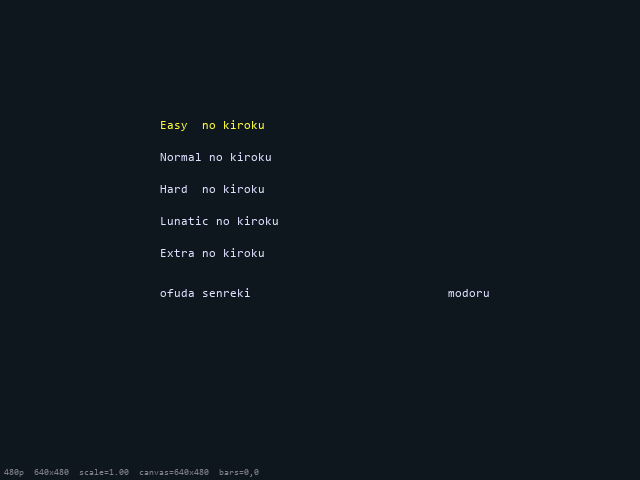 Easy  no kiroku
Normal no kiroku
Hard  no kiroku
Lunatic no kiroku
Extra no kiroku
ofuda senreki  modoru
480p  640x480  scale=1.00  canvas=640x480  bars=0,0